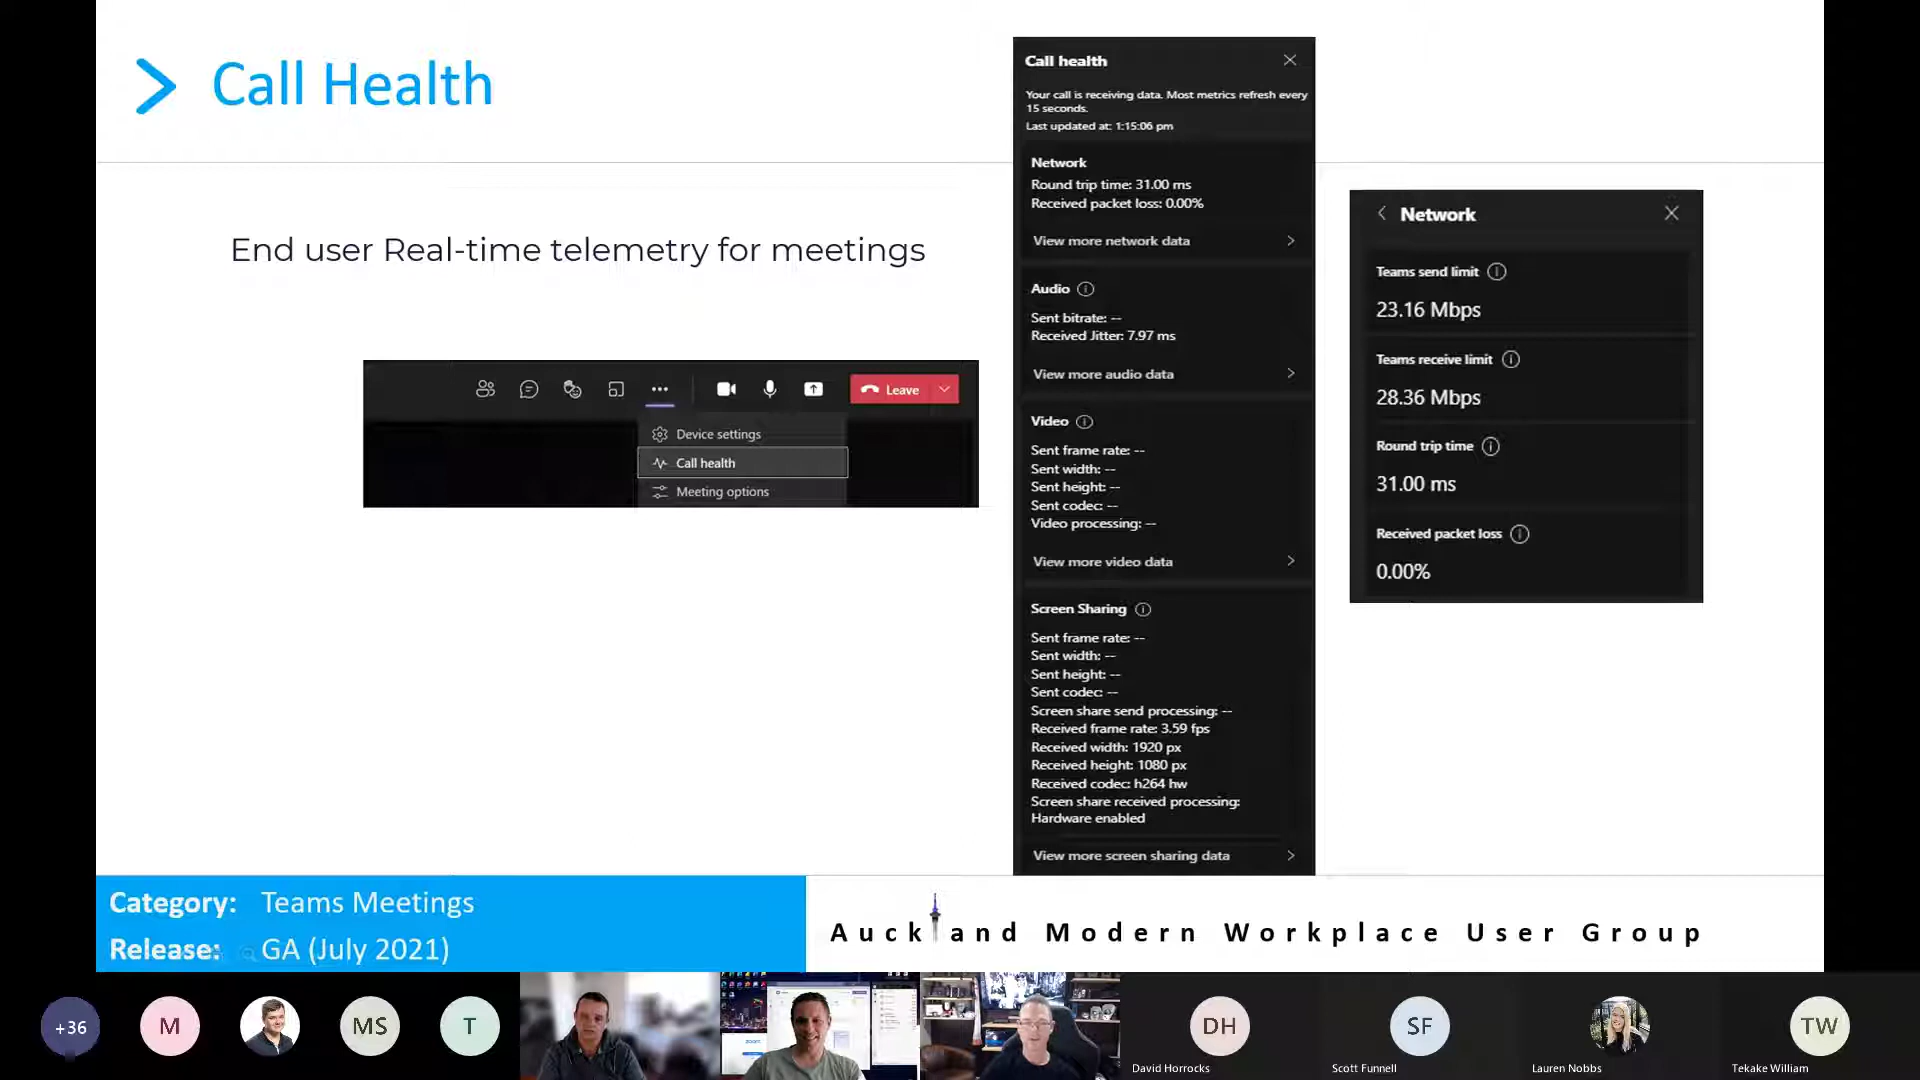 Call Health
End user Real-time telemetry for meetings
Leave
Device settings
Call health
Meeting options
Call health
Your call is receiving data. Most metrics refresh every
15 seconds.
Last updated at: 1:15:06 pm
Network
Round trip time: 31.00 ms
Received packet loss: 0.00%
View more network data
Audio
Sent bitrate: --
Received Jitter: 7.97 ms
View more audio data
Video
Sent frame rate: --
Sent width: --
Sent height: --
Sent codec: --
Video processing: --
View more video data
Screen Sharing
Sent frame rate: --
Sent width: --
Sent height: --
Sent codec: --
Screen share send processing: --
Received frame rate: 3.59 fps
Received width: 1920 px
Received height: 1080 px
Received codec: h264 hw
Screen share received processing:
Hardware enabled
View more screen sharing data
Network
Teams send limit
23.16 Mbps
Teams receive limit
28.36 Mbps
Round trip time
31.00 ms
Received packet loss
0.00%
Category: Teams Meetings
Release: GA (July 2021)
Auckland Modern Workplace User Group
+36
M
MS
T
zoom
DH
David Horrocks
SF
Scott Funnell
Lauren Nobbs
TW
Tekake William